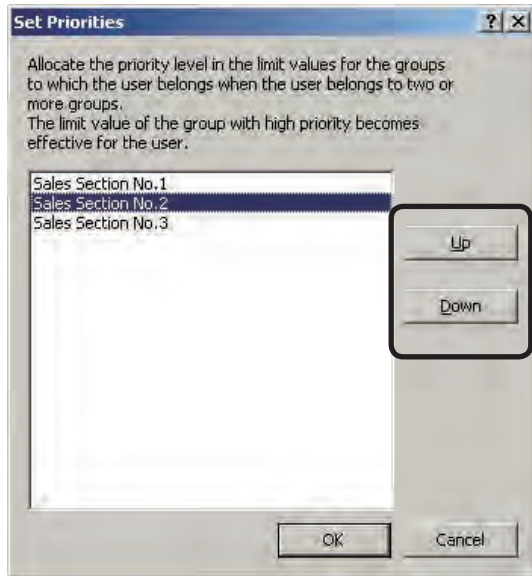 Set Priorities
Allocate the priority level in the limit values for the groups
to which the user belongs when the user belongs to two or
more groups.
The limit value of the group with high priority becomes
effective for the user.
Sales Section No.1
Sales Section No.2
Sales Section No.3
Up
Down
OK
Cancel